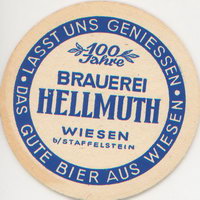 LASST UNS GENIESSEN
100
Jahre
BRAUEREI
HELLMUTH
WIESEN
b/STAFFELSTEIN
DAS GUTE BIER AUS WIESEN